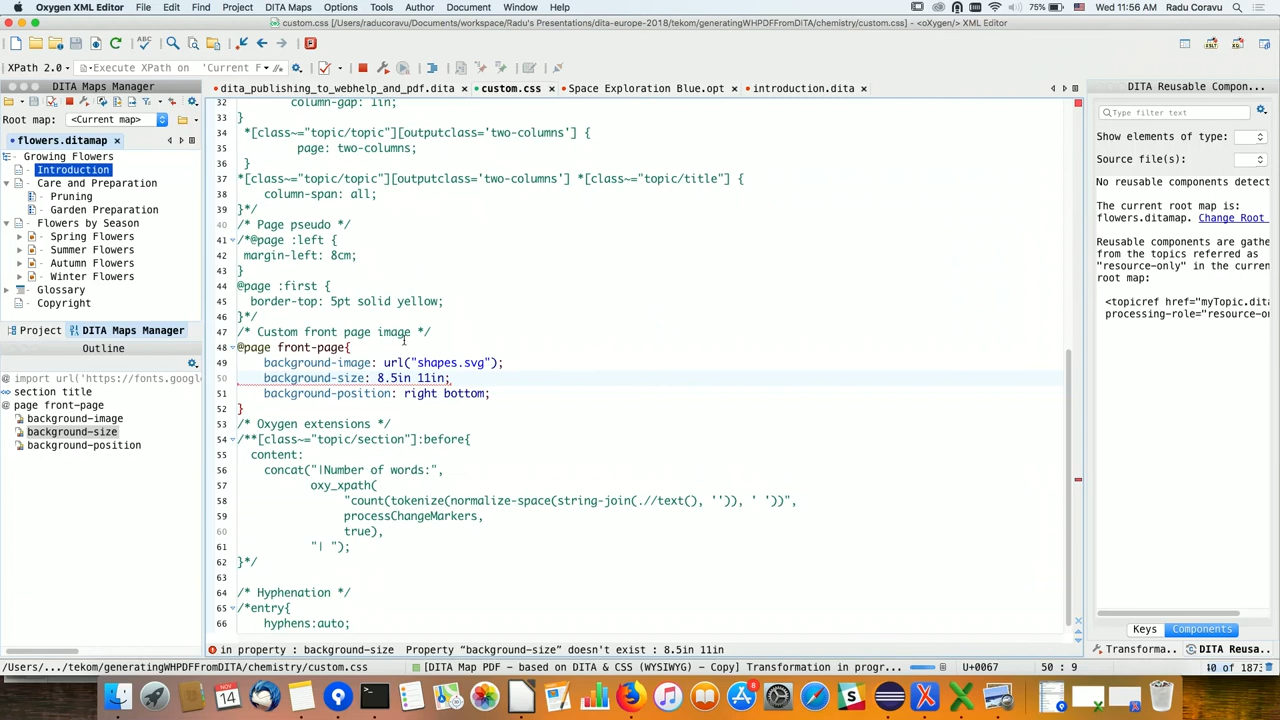 Oxygen XML Editor File Edit Find Project DITA Maps Options Tools Author Document Window Help 75% Wed 11:56 AM Radu Coravu
custom.css [/Users/raducoravu/Documents/workspace/Radu's Presentations/dita-europe-2018/tekom/generatingWHPDFFromDITA/chemistry/custom.css] - <oXygen/> XML Editor
XPath 2.0 Execute XPath on 'Current F
DITA Maps Manager
dita_publishing_to_webhelp_and_pdf.dita custom.css Space Exploration Blue.opt introduction.dita
DITA Reusable Compon...
Root map: <Current map>
flowers.ditamap
Growing Flowers
Introduction
Care and Preparation
Pruning
Garden Preparation
Flowers by Season
Spring Flowers
Summer Flowers
Autumn Flowers
Winter Flowers
Glossary
Copyright
Project DITA Maps Manager
Outline
@ import url('https://fonts.google
section title
@ page front-page
background-image
background-size
background-position
32 column-gap: 1in;
33 }
34 *[class~="topic/topic"][outputclass='two-columns'] {
35 page: two-columns;
36 }
37 *[class~="topic/topic"][outputclass='two-columns'] *[class~="topic/title"] {
38 column-span: all;
39 }*/
40 /* Page pseudo */
41 /*@page :left {
42 margin-left: 8cm;
43 }
44 @page :first {
45 border-top: 5pt solid yellow;
46 }*/
47 /* Custom front page image */
48 @page front-page{
49 background-image: url("shapes.svg");
50 background-size: 8.5in 11in;
51 background-position: right bottom;
52 }
53 /* Oxygen extensions */
54 /**[class~="topic/section"]:before{
55 content:
56 concat("|Number of words:",
57 oxy_xpath(
58 "count(tokenize(normalize-space(string-join(.//text(), '')), ' '))",
59 processChangeMarkers,
60 true),
61 "| ");
62 }*/
63
64 /* Hyphenation */
65 /*entry{
66 hyphens:auto;
Type filter text
Show elements of type:
Source file(s):
No reusable components detect
The current root map is:
flowers.ditamap. Change Root
Reusable components are gathe
from the topics referred as
"resource-only" in the current
root map:
<topicref href="myTopic.dita
processing-role="resource-on
Keys Components
in property : background-size Property "background-size" doesn't exist : 8.5in 11in
Transforma... DITA Reusa...
/Users/.../tekom/generatingWHPDFFromDITA/chemistry/custom.css [DITA Map PDF - based on DITA & CSS (WYSIWYG) - Copy] Transformation in progr... U+0067 50 : 9
NOV
14
8